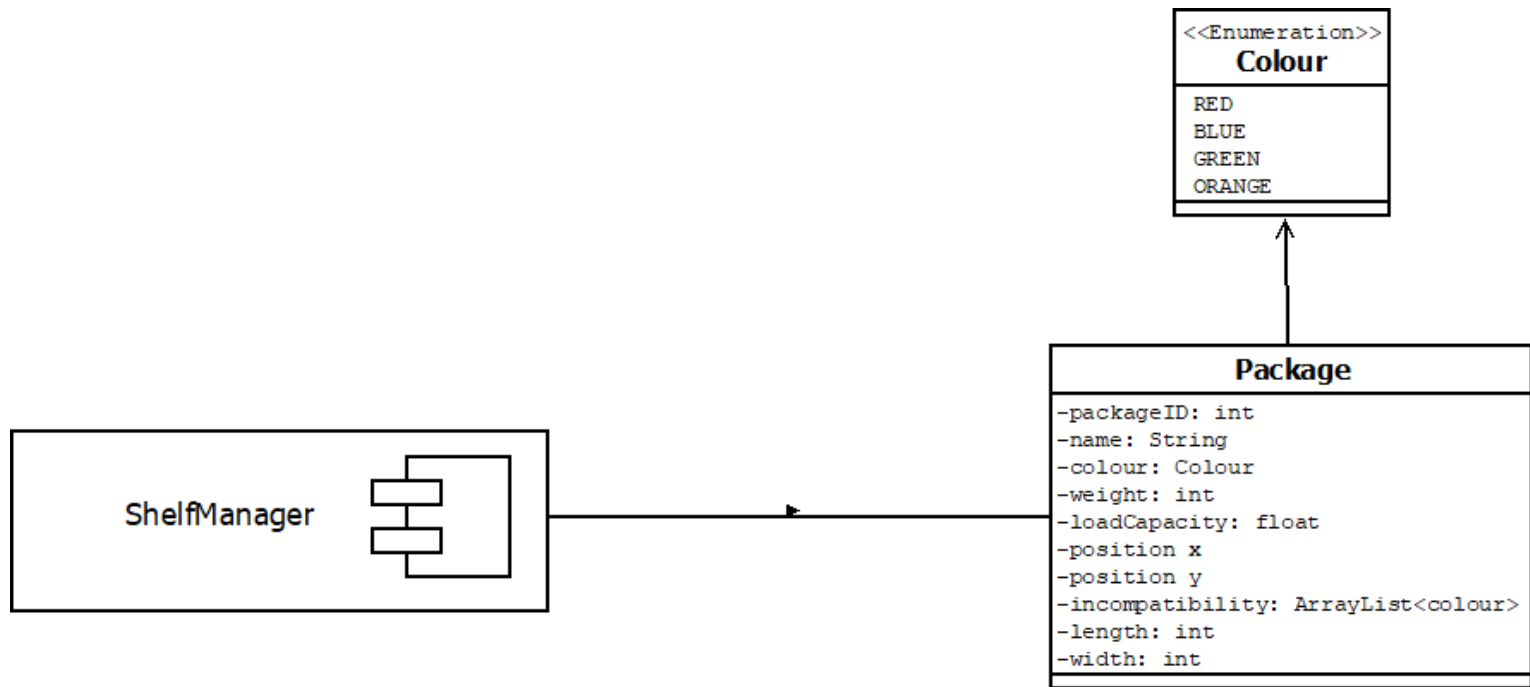 <<Enumeration>>
Colour
RED
BLUE
GREEN
ORANGE
Package
-packageID: int
-name: String
-colour: Colour
-weight: int
-loadCapacity: float
-position x
-position y
-incompatibility: ArrayList<colour>
-length: int
-width: int
ShelfManager